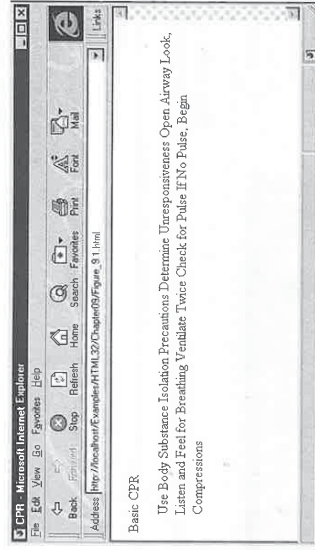 CPR - Microsoft Internet Explorer
File Edit View Go Favorites Help
Back Forward Stop Refresh Home Search Favorites Print Font Mail
Address http://localhost/Examples/HTML32/Chapter09/Figure_9.1.html Links
Basic CPR
Use Body Substance Isolation Precautions Determine Unresponsiveness Open Airway Look,
Listen and Feel for Breathing Ventilate Twice Check for Pulse If No Pulse, Begin
Compressions